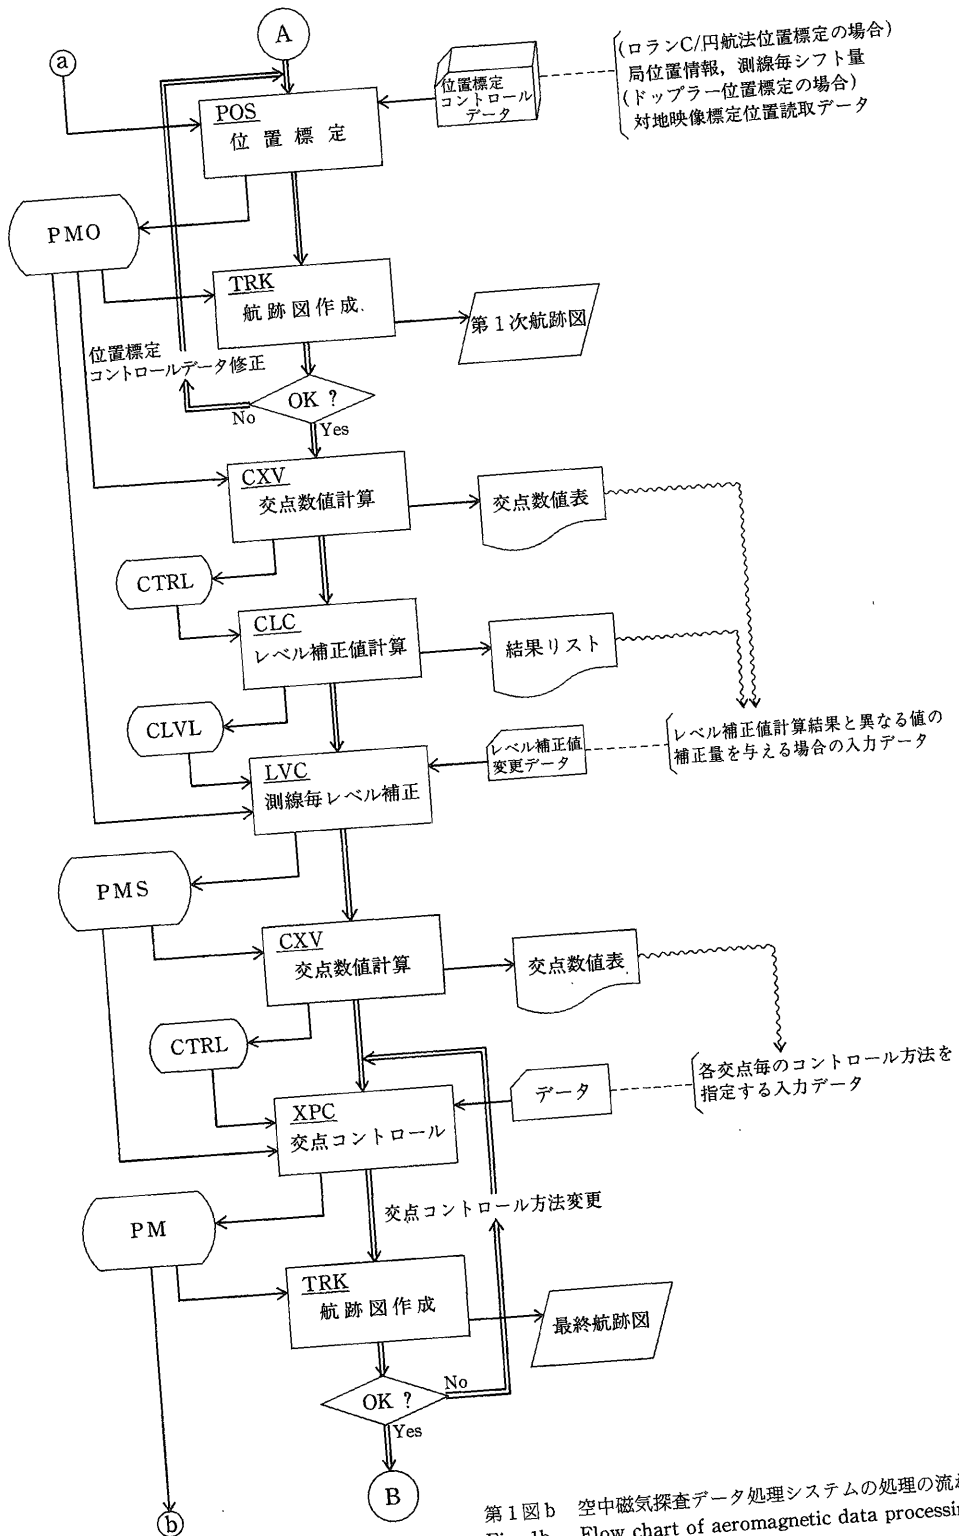 A
a
位置標定
コントロール
データ
(ロランC/円航法位置標定の場合)
局位置情報，測線毎シフト量
(ドップラー位置標定の場合)
対地映像標定位置読取データ
POS
位置標定
PMO
TRK
航跡図作成.
第1次航跡図
位置標定
コントロールデータ修正
OK ?
No
Yes
CXV
交点数値計算
交点数値表
CTRL
CLC
レベル補正値計算
結果リスト
CLVL
レベル補正値
変更データ
レベル補正値計算結果と異なる値の
補正量を与える場合の入力データ
LVC
測線毎レベル補正
PMS
CXV
交点数値計算
交点数値表
CTRL
データ
各交点毎のコントロール方法を
指定する入力データ
XPC
交点コントロール
交点コントロール方法変更
PM
TRK
航跡図作成
最終航跡図
OK ?
No
Yes
B
b
第1図b 空中磁気探査データ処理システムの処理の流
Flow chart of aeromagnetic data processin